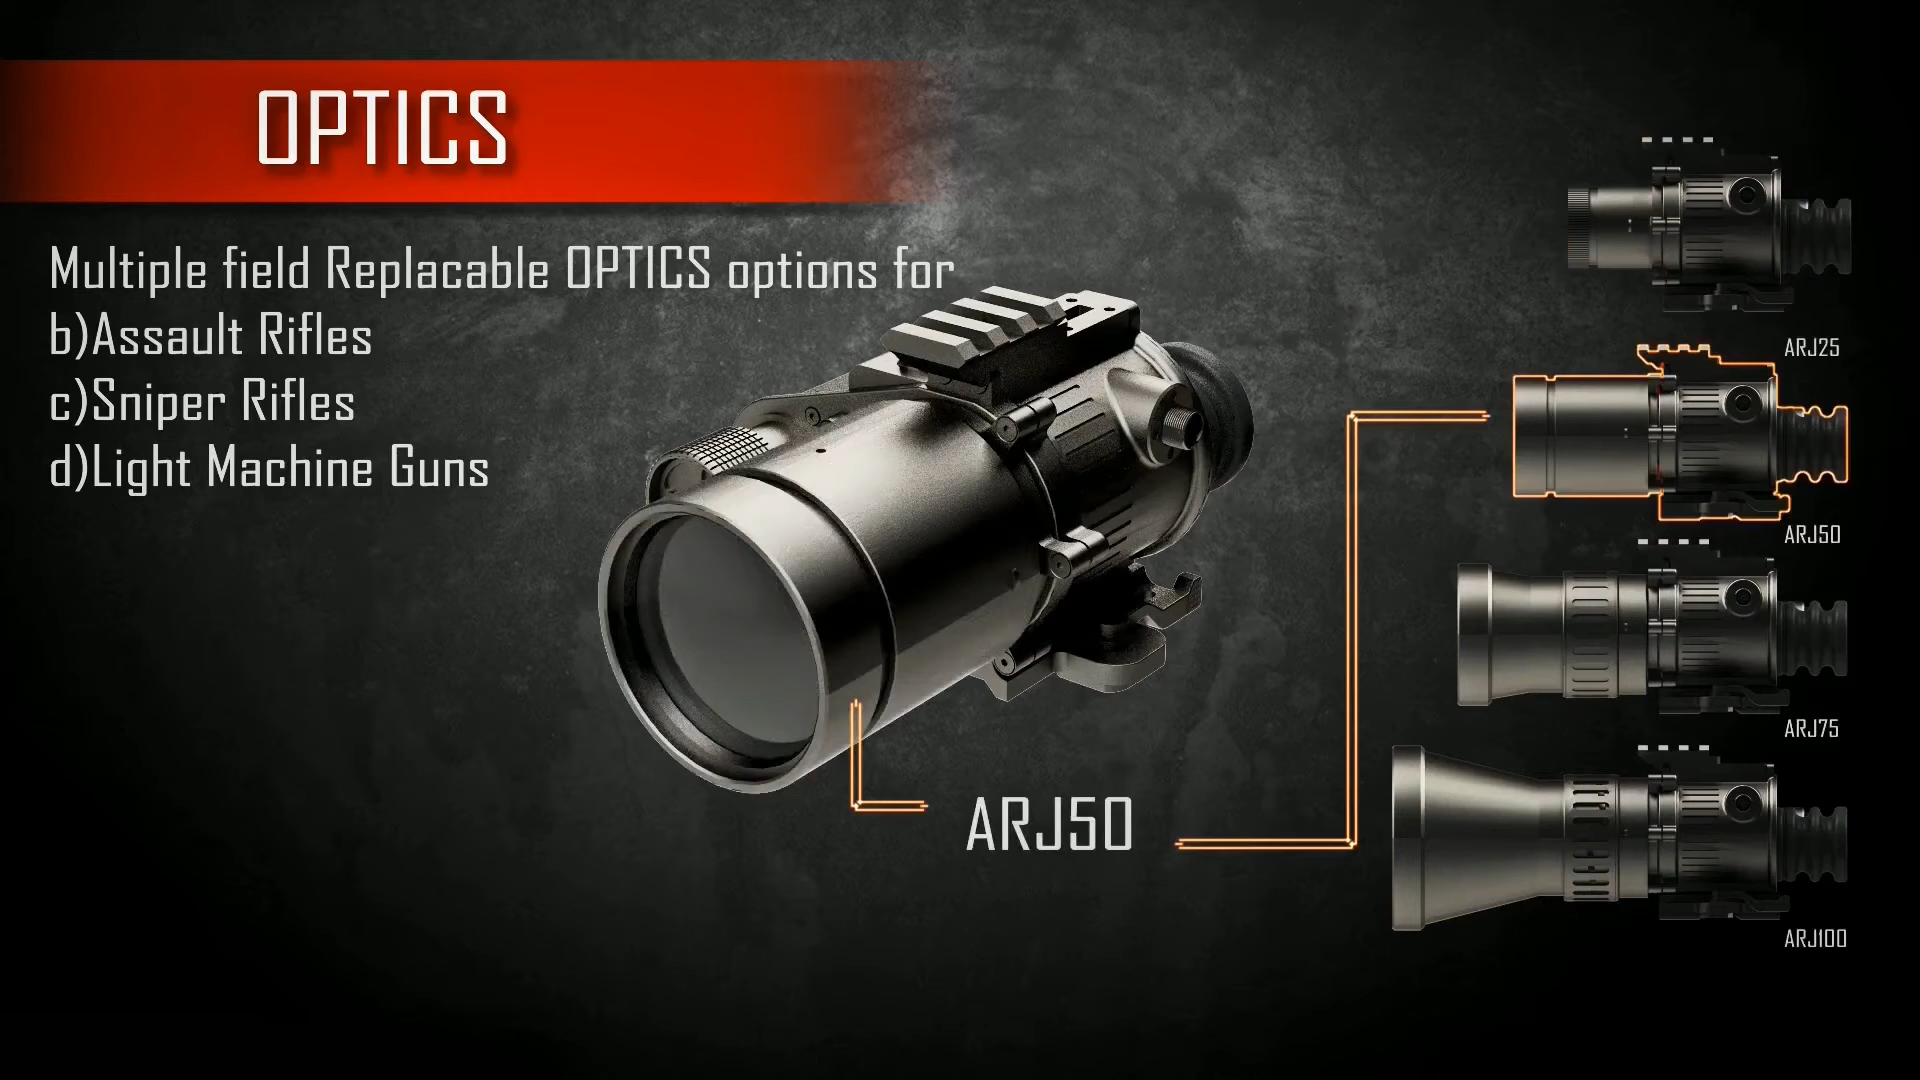 OPTICS
Multiple field Replacable OPTICS options for
b)Assault Rifles
c)Sniper Rifles
d)Light Machine Guns
ARJ50
ARJ25
ARJ50
ARJ75
ARJ100